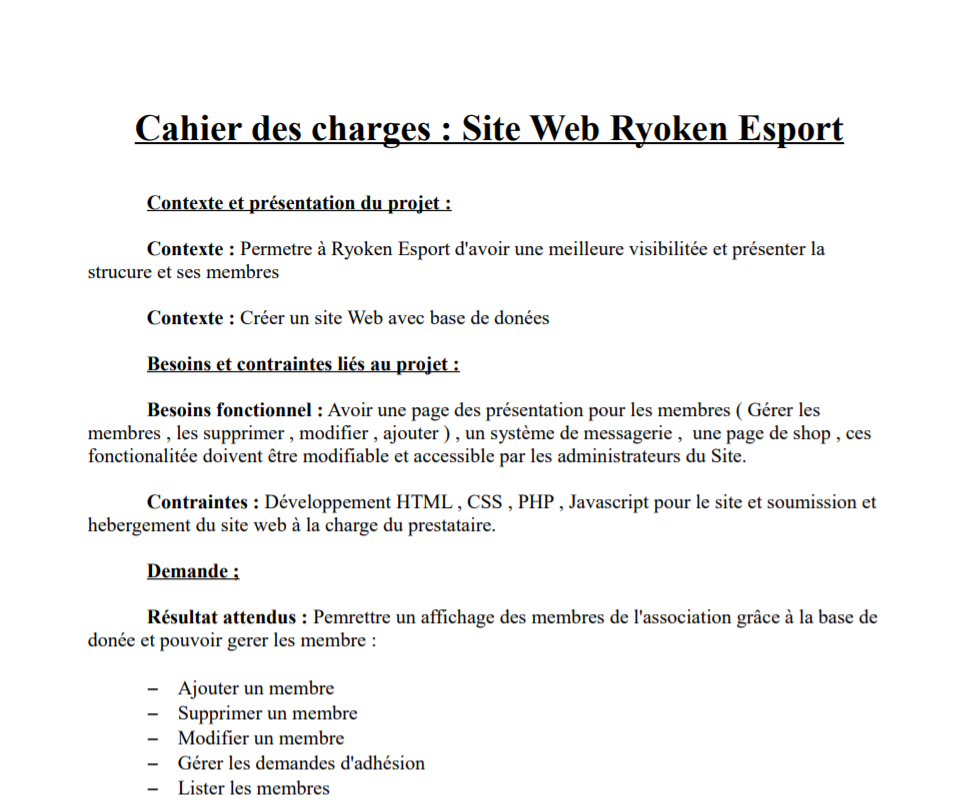 Cahier des charges : Site Web Ryoken Esport
Contexte et présentation du projet :
Contexte : Permetre à Ryoken Esport d'avoir une meilleure visibilitée et présenter la
strucure et ses membres
Contexte : Créer un site Web avec base de donées
Besoins et contraintes liés au projet :
Besoins fonctionnel : Avoir une page des présentation pour les membres ( Gérer les
membres , les supprimer , modifier , ajouter ) , un système de messagerie ,  une page de shop , ces
fonctionalitée doivent être modifiable et accessible par les administrateurs du Site.
Contraintes : Développement HTML , CSS , PHP , Javascript pour le site et soumission et
hebergement du site web à la charge du prestataire.
Demande ;
Résultat attendus : Pemrettre un affichage des membres de l'association grâce à la base de
donée et pouvoir gerer les membre :
– Ajouter un membre
– Supprimer un membre
– Modifier un membre
– Gérer les demandes d'adhésion
– Lister les membres